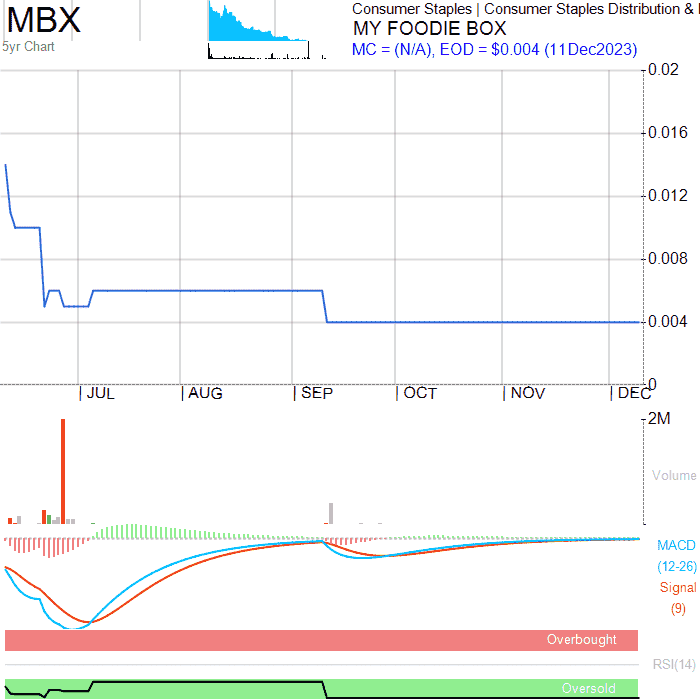 MBX
5yr Chart
Consumer Staples | Consumer Staples Distribution &
MY FOODIE BOX
MC = (N/A), EOD = $0.004 (11Dec2023)
0.02
0.016
0.012
0.008
0.004
0
JUL
AUG
SEP
OCT
NOV
DEC
2M
Volume
MACD
(12-26)
Signal
(9)
Overbought
RSI(14)
Oversold